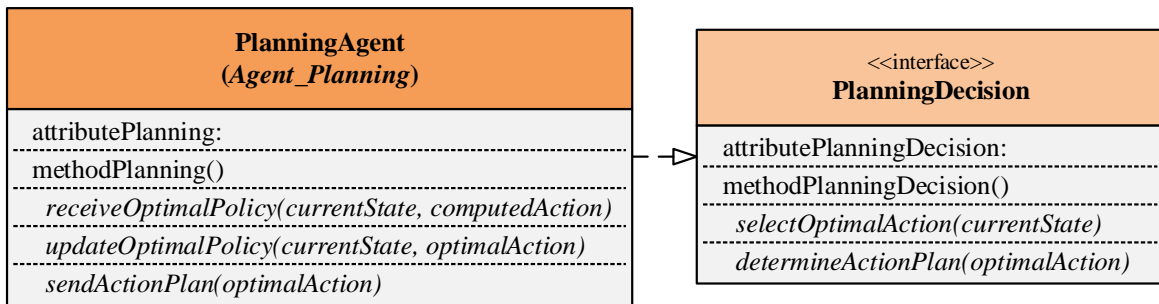 PlanningAgent
(Agent_Planning)
attributePlanning:
methodPlanning()
receiveOptimalPolicy(currentState, computedAction)
updateOptimalPolicy(currentState, optimalAction)
sendActionPlan(optimalAction)
<<interface>>
PlanningDecision
attributePlanningDecision:
methodPlanningDecision()
selectOptimalAction(currentState)
determineActionPlan(optimalAction)